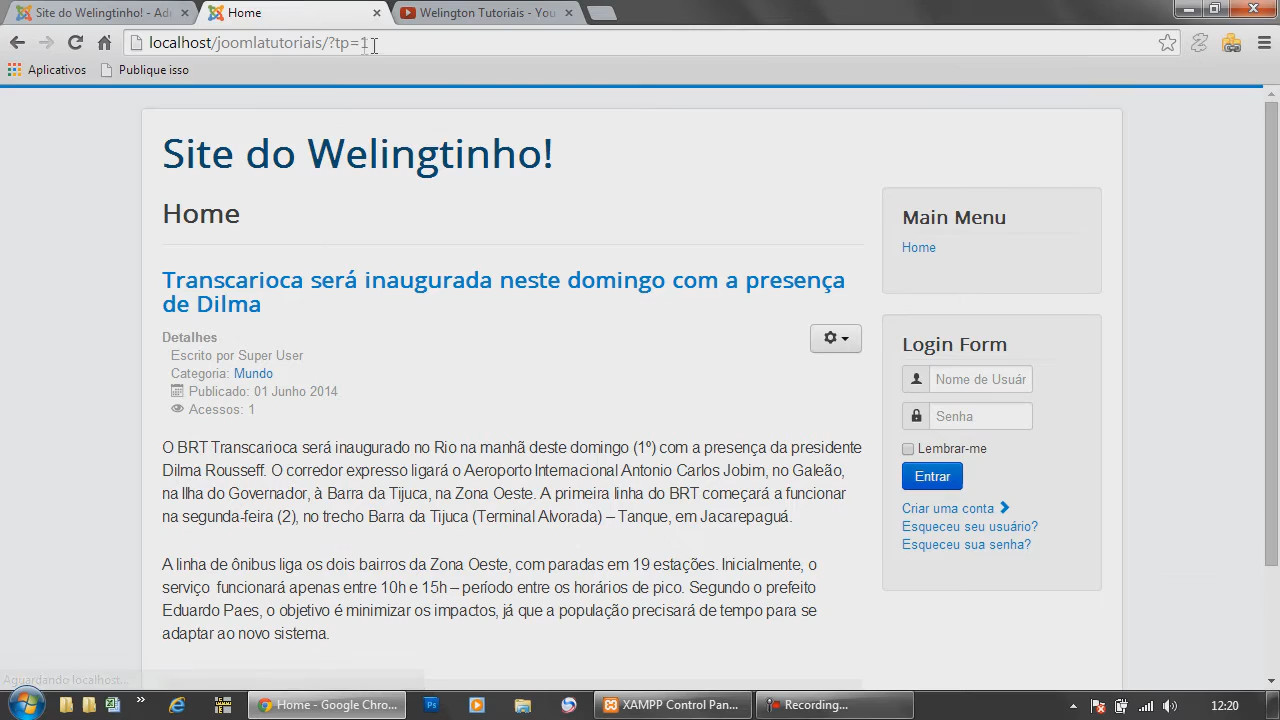 Site do Welingtinho! - Adm
Home
Welington Tutoriais - You
localhost/joomlatutoriais/?tp=1
Aplicativos
Publique isso
Site do Welingtinho!
Home
Transcarioca será inaugurada neste domingo com a presença
de Dilma
Detalhes
Escrito por Super User
Categoria: Mundo
Publicado: 01 Junho 2014
Acessos: 1
O BRT Transcarioca será inaugurado no Rio na manhã deste domingo (1º) com a presença da presidente
Dilma Rousseff. O corredor expresso ligará o Aeroporto Internacional Antonio Carlos Jobim, no Galeão,
na Ilha do Governador, à Barra da Tijuca, na Zona Oeste. A primeira linha do BRT começará a funcionar
na segunda-feira (2), no trecho Barra da Tijuca (Terminal Alvorada) – Tanque, em Jacarepaguá.
A linha de ônibus liga os dois bairros da Zona Oeste, com paradas em 19 estações. Inicialmente, o
serviço funcionará apenas entre 10h e 15h – período entre os horários de pico. Segundo o prefeito
Eduardo Paes, o objetivo é minimizar os impactos, já que a população precisará de tempo para se
adaptar ao novo sistema.
Main Menu
Home
Login Form
Nome de Usuár
Senha
Lembrar-me
Entrar
Criar uma conta
Esqueceu seu usuário?
Esqueceu sua senha?
Aguardando localhost...
Home - Google Chro...
XAMPP Control Pan...
Recording...
12:20